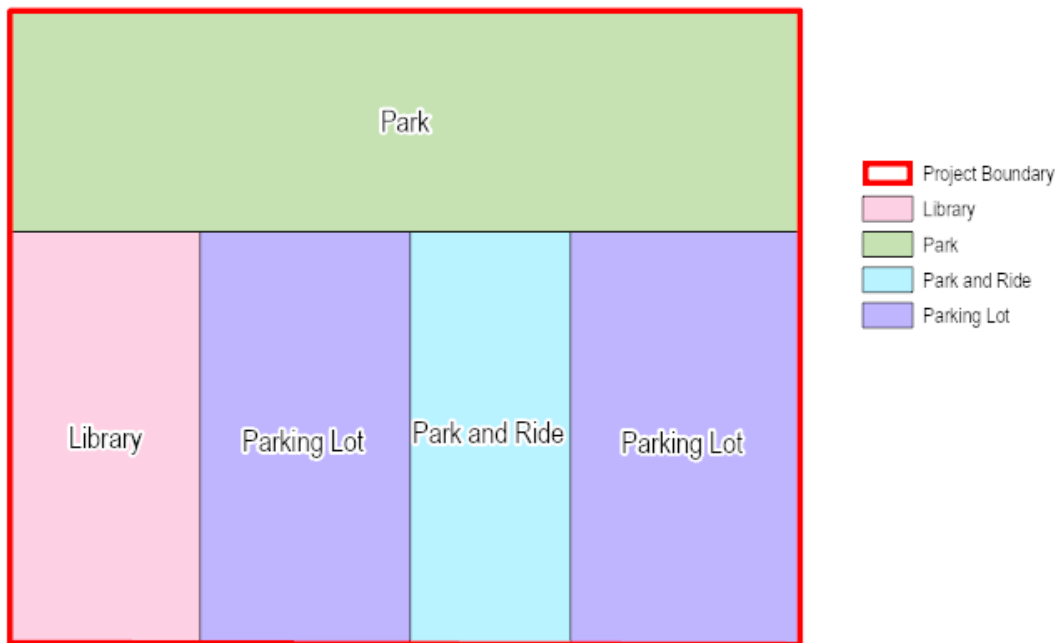 Park
Library
Parking Lot
Park and Ride
Parking Lot
Project Boundary
Library
Park
Park and Ride
Parking Lot